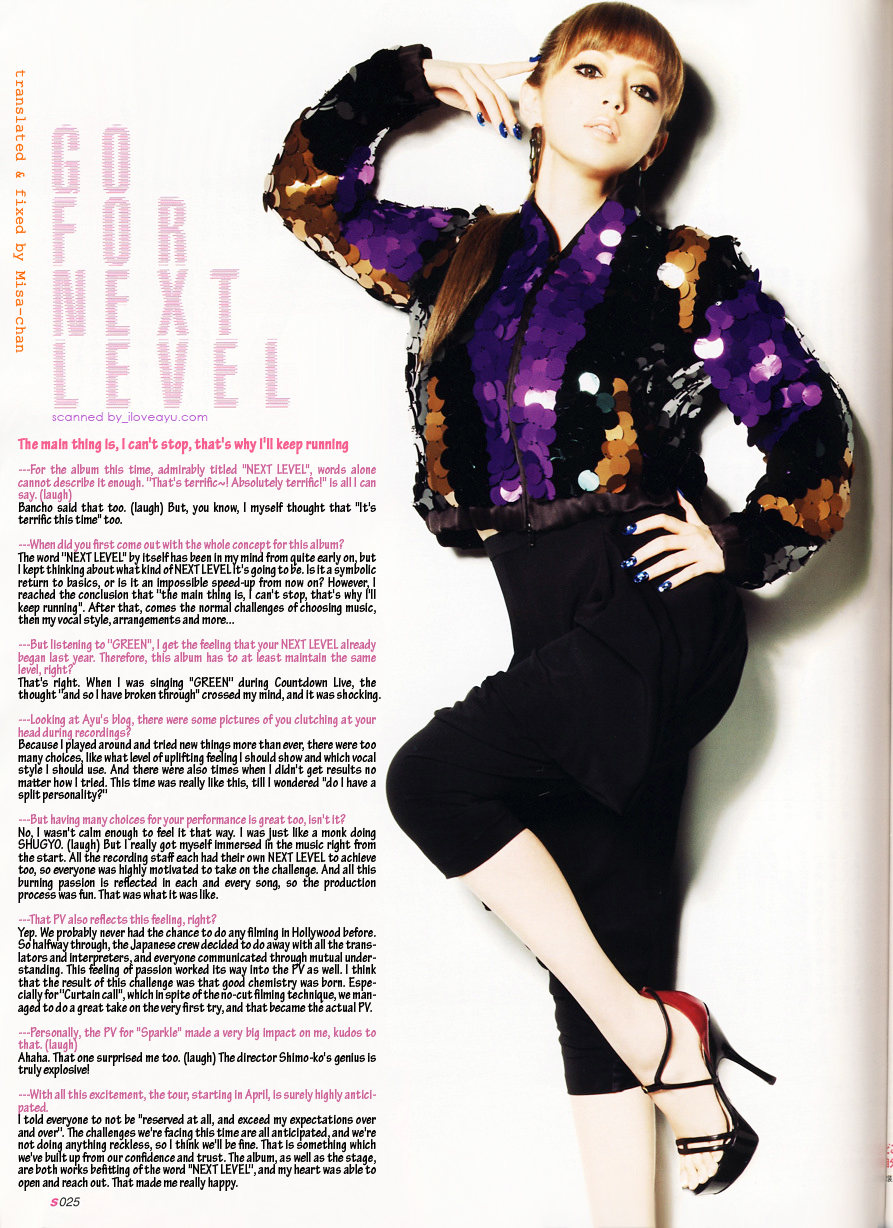 translated & fixed by Misa-chan
GO
FOR
NEXT
LEVEL
scanned by_iloveayu.com
The main thing is, I can't stop, that's why I'll keep running
---For the album this time, admirably titled "NEXT LEVEL", words alone
cannot describe it enough. "That's terrific~! Absolutely terrific!" is all I can
say. (laugh)
Bancho said that too. (laugh) But, you know, I myself thought that "It's
terrific this time" too.
---When did you first come out with the whole concept for this album?
The word "NEXT LEVEL" by itself has been in my mind from quite early on, but
I kept thinking about what kind of NEXT LEVEL it's going to be. Is it a symbolic
return to basics, or is it an impossible speed-up from now on? However, I
reached the conclusion that "the main thing is, I can't stop, that's why I'll
keep running". After that, comes the normal challenges of choosing music,
then my vocal style, arrangements and more...
---But listening to "GREEN", I get the feeling that your NEXT LEVEL already
began last year. Therefore, this album has to at least maintain the same
level, right?
That's right. When I was singing "GREEN" during Countdown Live, the
thought "and so I have broken through" crossed my mind, and it was shocking.
---Looking at Ayu's blog, there were some pictures of you clutching at your
head during recordings?
Because I played around and tried new things more than ever, there were too
many choices, like what level of uplifting feeling I should show and which vocal
style I should use. And there were also times when I didn't get results no
matter how I tried. This time was really like this, till I wondered "do I have a
split personality?"
---But having many choices for your performance is great too, isn't it?
No, I wasn't calm enough to feel it that way. I was just like a monk doing
SHUGYO. (laugh) But I really got myself immersed in the music right from
the start. All the recording staff each had their own NEXT LEVEL to achieve
too, so everyone was highly motivated to take on the challenge. And all this
burning passion is reflected in each and every song, so the production
process was fun. That was what it was like.
---That PV also reflects this feeling, right?
Yep. We probably never had the chance to do any filming in Hollywood before.
So halfway through, the Japanese crew decided to do away with all the trans-
lators and interpreters, and everyone communicated through mutual under-
standing. This feeling of passion worked its way into the PV as well. I think
that the result of this challenge was that good chemistry was born. Espe-
cially for "Curtain call", which in spite of the no-cut filming technique, we man-
aged to do a great take on the very first try, and that became the actual PV.
---Personally, the PV for "Sparkle" made a very big impact on me, kudos to
that. (laugh)
Ahaha. That one surprised me too. (laugh) The director Shimo-ko's genius is
truly explosive!
---With all this excitement, the tour, starting in April, is surely highly antici-
pated.
I told everyone to not be "reserved at all, and exceed my expectations over
and over". The challenges we're facing this time are all anticipated, and we're
not doing anything reckless, so I think we'll be fine. That is something which
we've built up from our confidence and trust. The album, as well as the stage,
are both works befitting of the word "NEXT LEVEL", and my heart was able to
open and reach out. That made me really happy.
S025